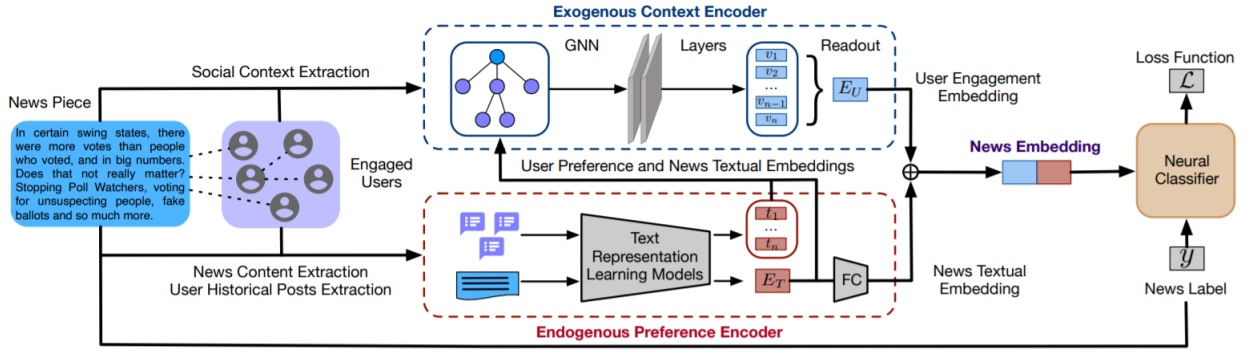 Exogenous Context Encoder
GNN
Layers
Readout
Social Context Extraction
v1
v2
...
vn−1
vn
EU
User Engagement
Embedding
Loss Function
ℒ
News Piece
In certain swing states, there
were more votes than people
who voted, and in big numbers.
Does that not really matter?
Stopping Poll Watchers, voting
for unsuspecting people, fake
ballots and so much more.
Engaged
Users
User Preference and News Textual Embeddings
News Embedding
Neural
Classifier
News Content Extraction
User Historical Posts Extraction
Text
Representation
Learning Models
t1
...
tn
ET
FC
News Textual
Embedding
y
News Label
Endogenous Preference Encoder